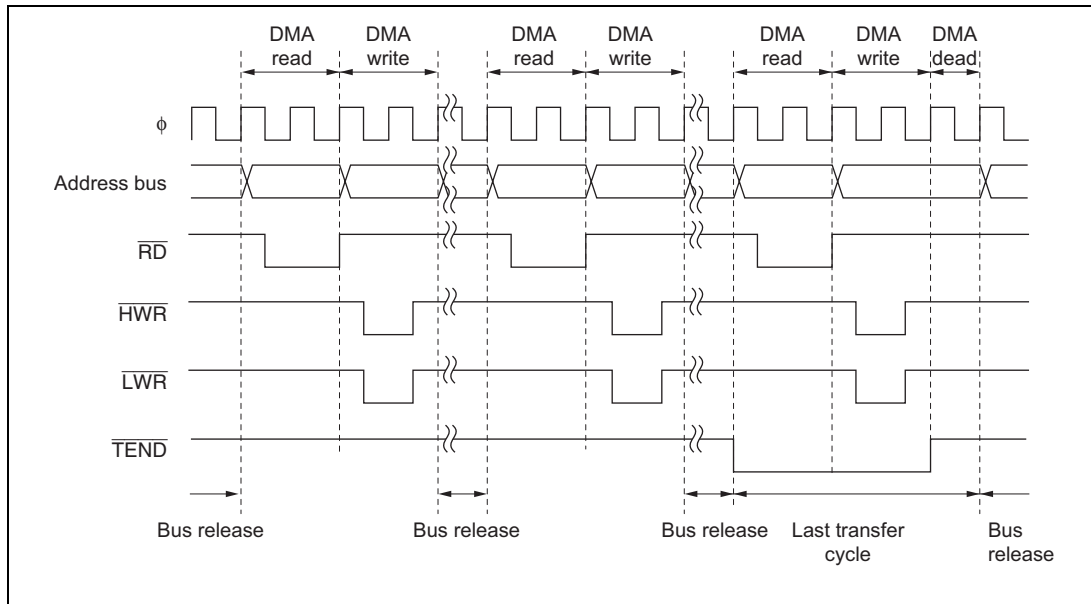 DMA DMA DMA DMA DMA DMA DMA
read write read write read write dead
φ
Address bus
RD
HWR
LWR
TEND
Bus release Bus release Bus release Last transfer Bus
cycle release